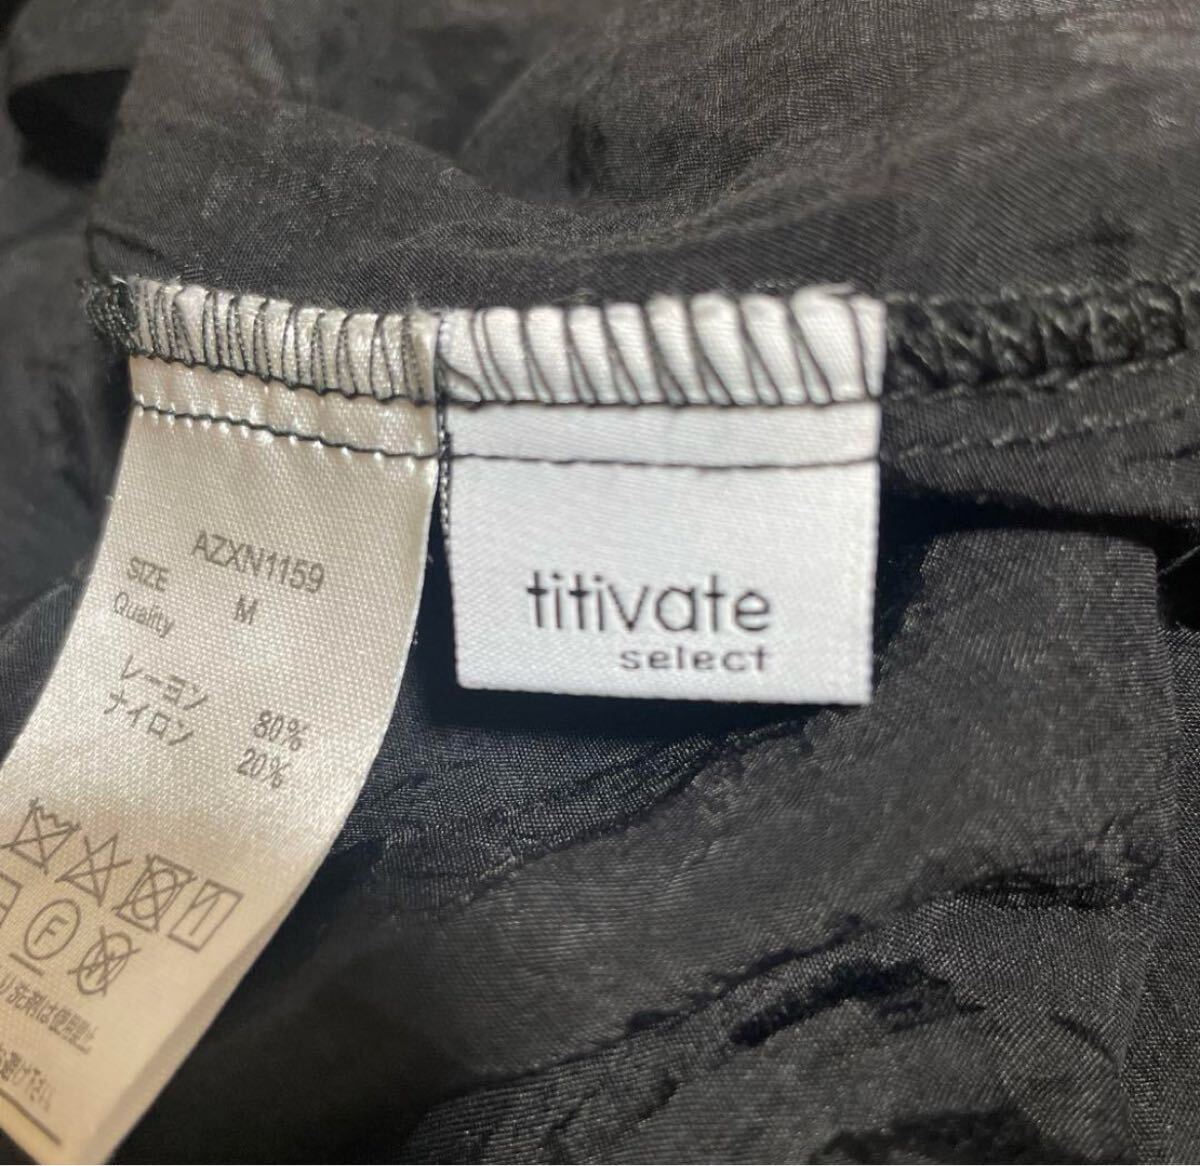 AZXN1159
SIZE M
Quality
レーヨン 80%
ナイロン 20%
F
titivate
select